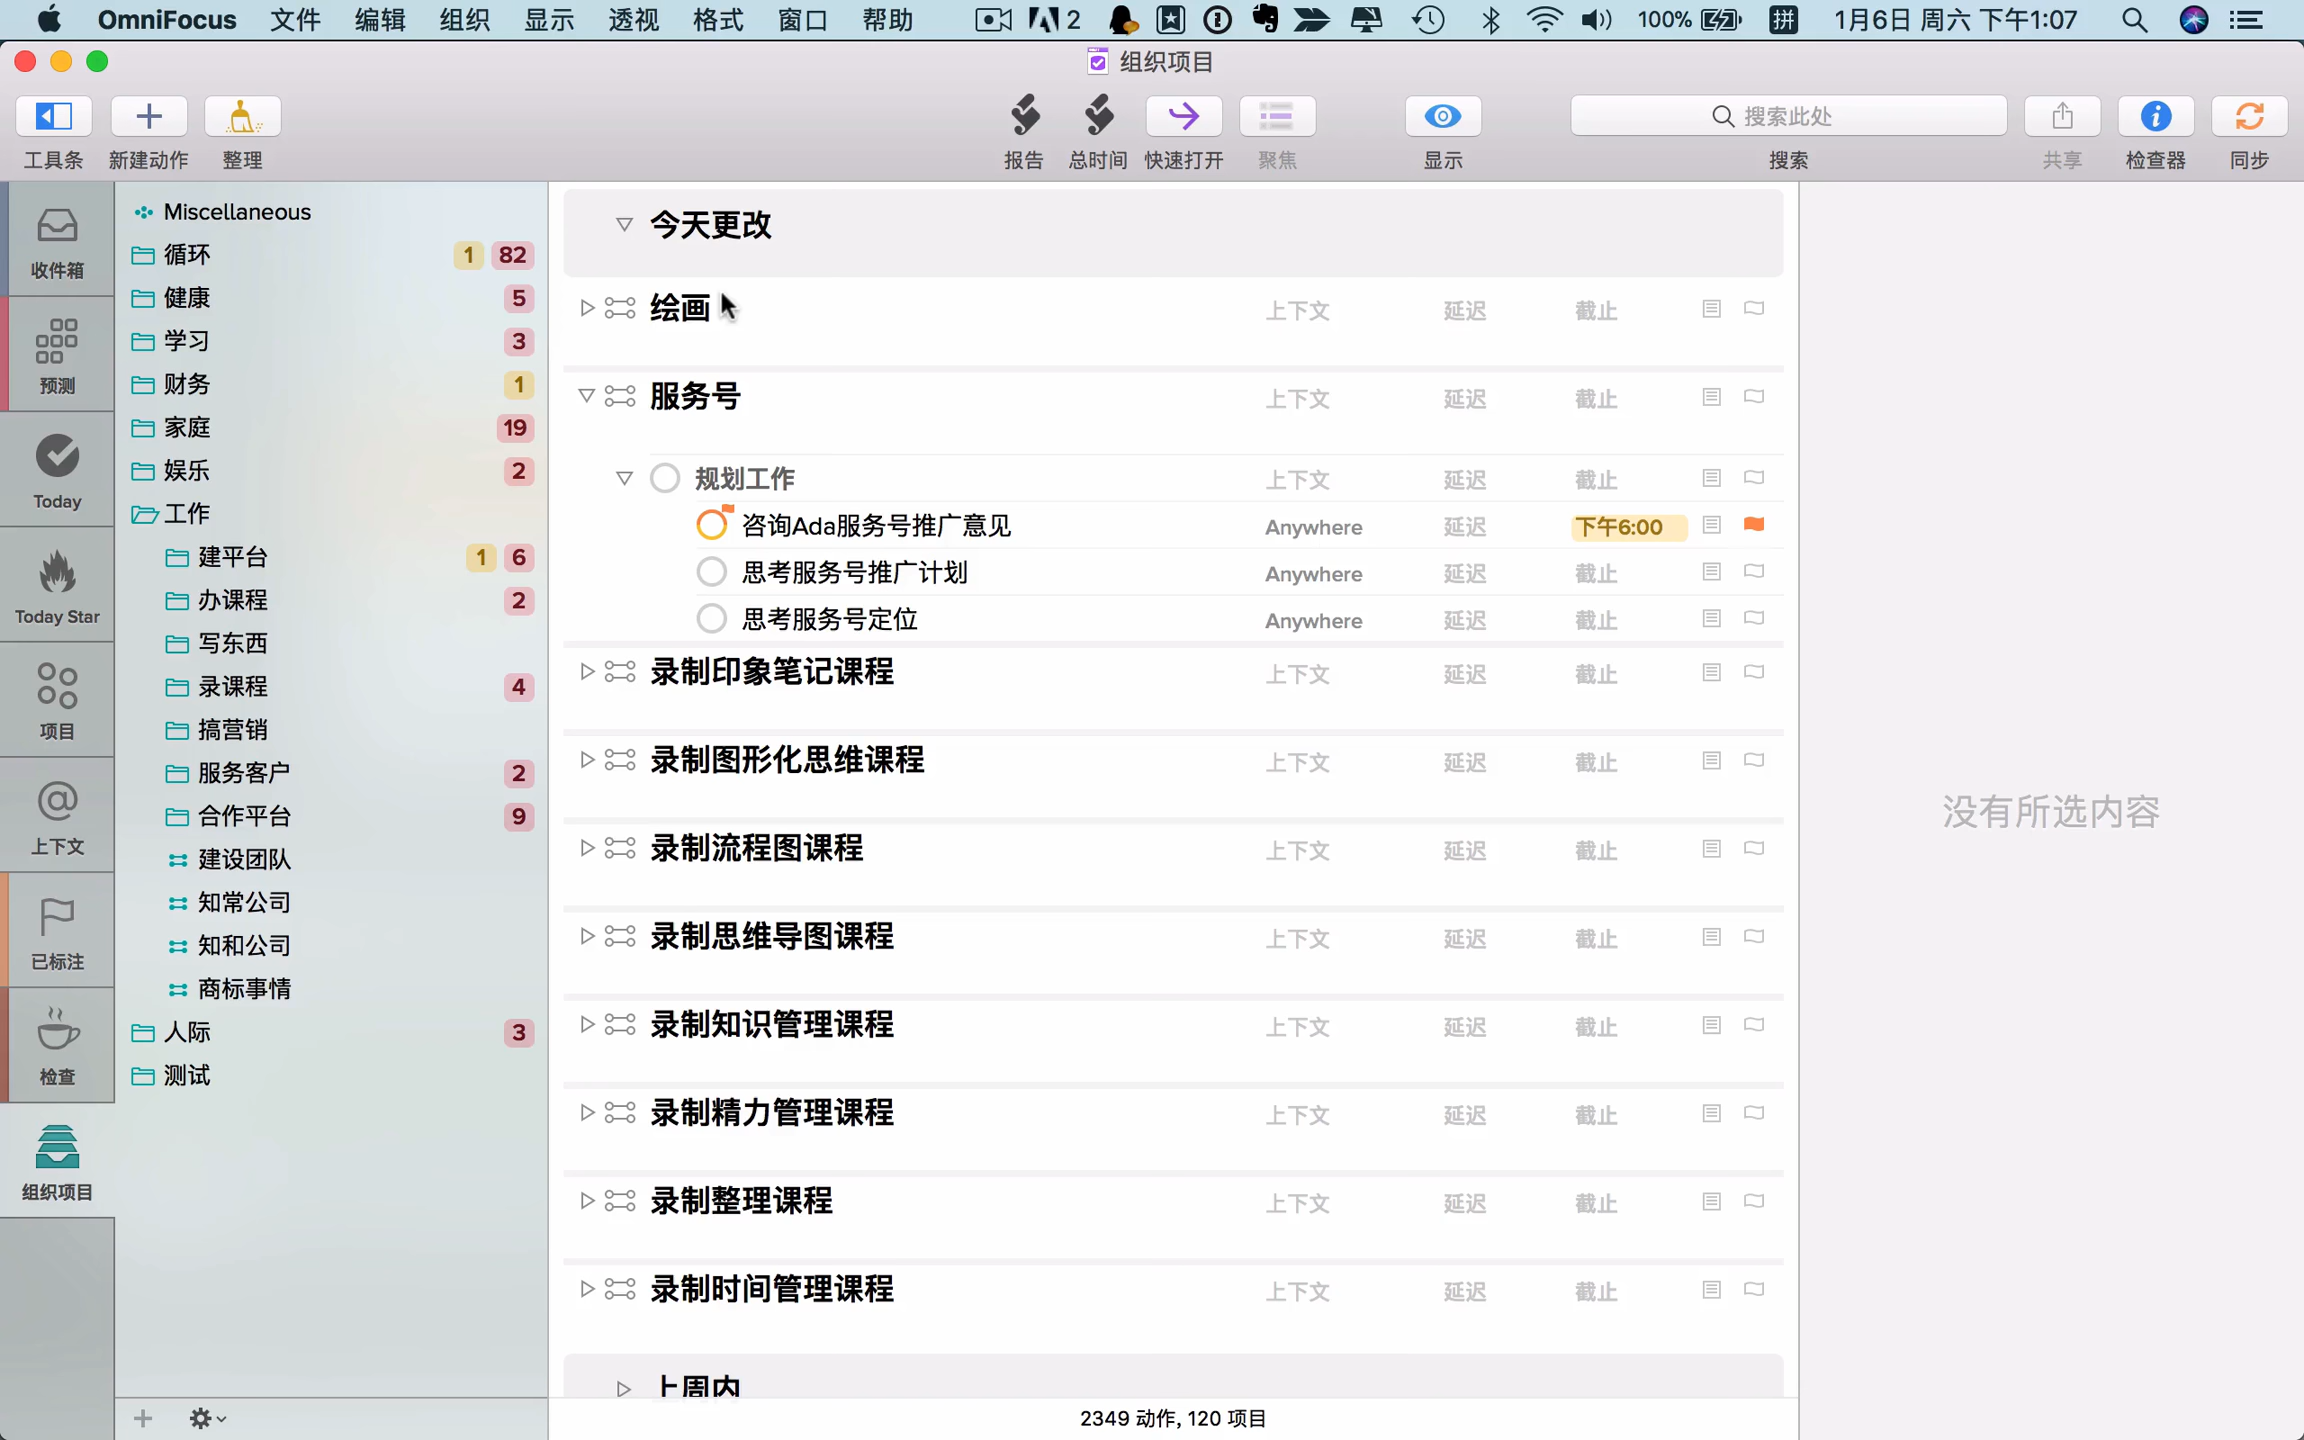 OmniFocus 文件 编辑 组织 显示 透视 格式 窗口 帮助 2 100% 拼 1月6日 周六 下午1:07
组织项目
搜索此处
工具条 新建动作 整理 报告 总时间 快速打开 聚焦 显示 搜索 共享 检查器 同步
收件箱
预测
Today
Today Star
项目
上下文
已标注
检查
组织项目
Miscellaneous
循环 1 82
健康 5
学习 3
财务 1
家庭 19
娱乐 2
工作
建平台 1 6
办课程 2
写东西
录课程 4
搞营销
服务客户 2
合作平台 9
建设团队
知常公司
知和公司
商标事情
人际 3
测试
今天更改
绘画 上下文 延迟 截止
服务号 上下文 延迟 截止
规划工作 上下文 延迟 截止
咨询Ada服务号推广意见 Anywhere 延迟 下午6:00
思考服务号推广计划 Anywhere 延迟 截止
思考服务号定位 Anywhere 延迟 截止
录制印象笔记课程 上下文 延迟 截止
录制图形化思维课程 上下文 延迟 截止
录制流程图课程 上下文 延迟 截止
录制思维导图课程 上下文 延迟 截止
录制知识管理课程 上下文 延迟 截止
录制精力管理课程 上下文 延迟 截止
录制整理课程 上下文 延迟 截止
录制时间管理课程 上下文 延迟 截止
上周内
2349 动作, 120 项目
没有所选内容